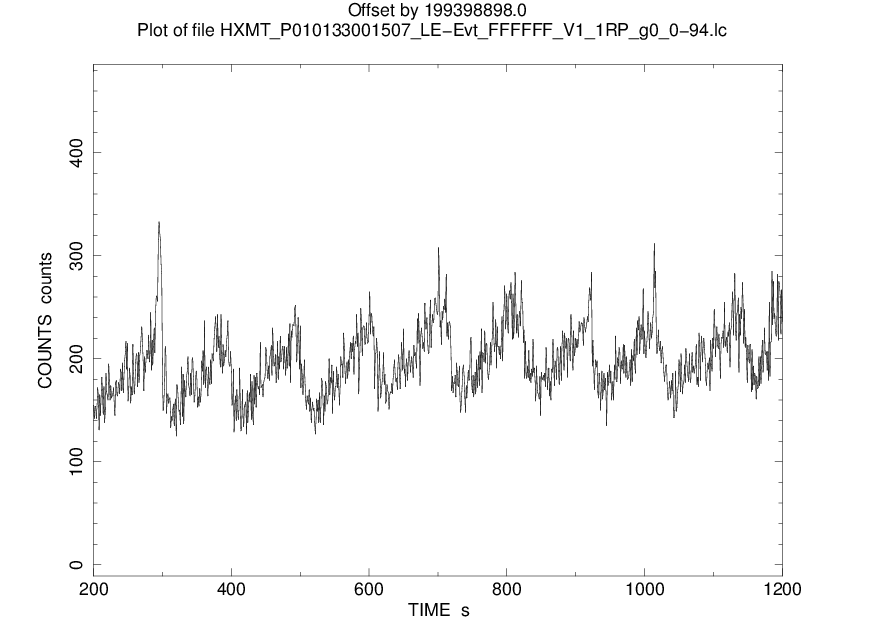 Offset by 199398898.0
Plot of file HXMT_P010133001507_LE−Evt_FFFFFF_V1_1RP_g0_0−94.lc
COUNTS counts
400
300
200
100
0
200 400 600 800 1000 1200
TIME s